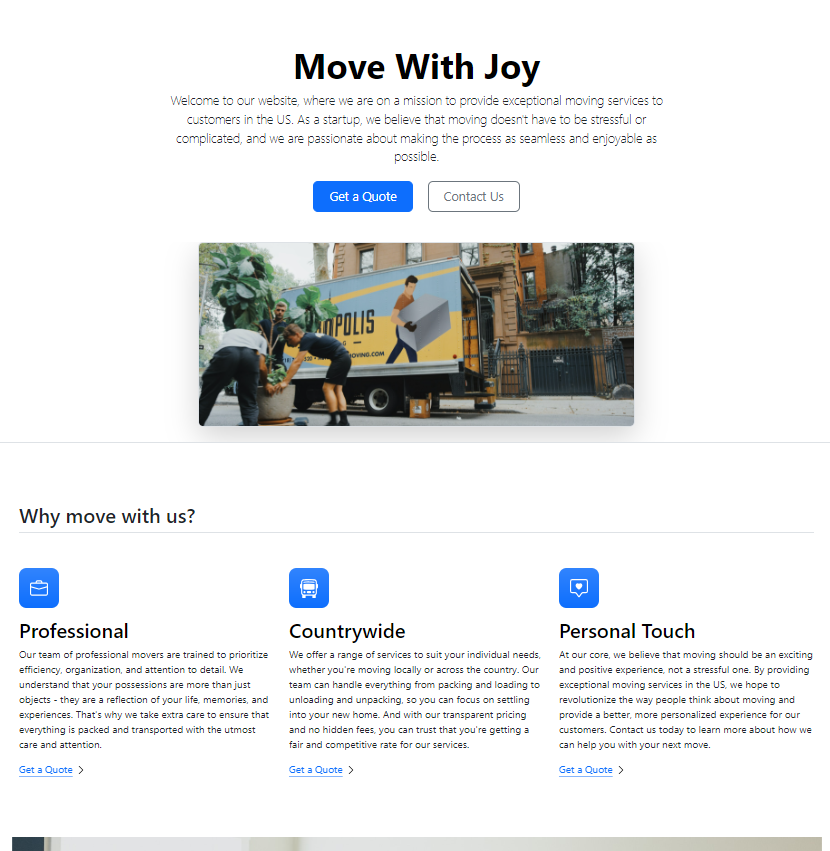 Move With Joy
Welcome to our website, where we are on a mission to provide exceptional moving services to
customers in the US. As a startup, we believe that moving doesn't have to be stressful or
complicated, and we are passionate about making the process as seamless and enjoyable as
possible.
Get a Quote
Contact Us
POLIS
MOVING.COM
Why move with us?
Professional
Our team of professional movers are trained to prioritize
efficiency, organization, and attention to detail. We
understand that your possessions are more than just
objects - they are a reflection of your life, memories, and
experiences. That's why we take extra care to ensure that
everything is packed and transported with the utmost
care and attention.
Get a Quote
Countrywide
We offer a range of services to suit your individual needs,
whether you're moving locally or across the country. Our
team can handle everything from packing and loading to
unloading and unpacking, so you can focus on settling
into your new home. And with our transparent pricing
and no hidden fees, you can trust that you're getting a
fair and competitive rate for our services.
Get a Quote
Personal Touch
At our core, we believe that moving should be an exciting
and positive experience, not a stressful one. By providing
exceptional moving services in the US, we hope to
revolutionize the way people think about moving and
provide a better, more personalized experience for our
customers. Contact us today to learn more about how we
can help you with your next move.
Get a Quote